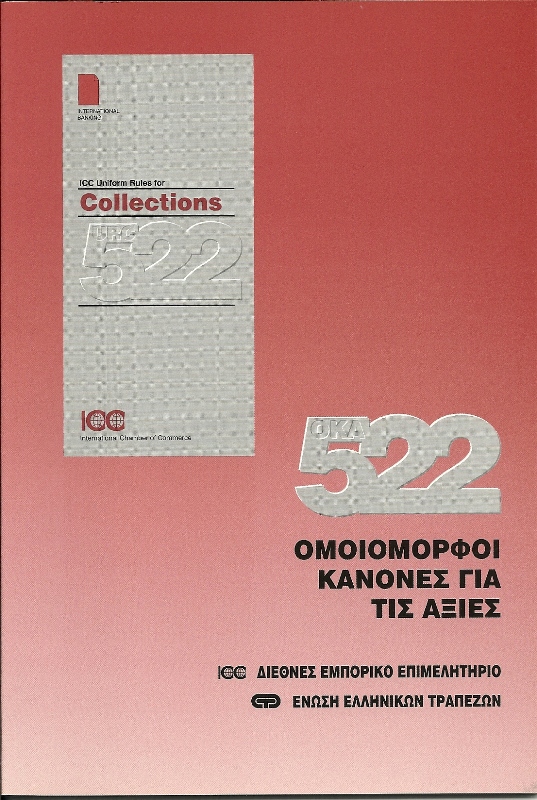 INTERNATIONAL
BANKING
ICC Uniform Rules for
Collections
URC
522
ICC
International Chamber of Commerce
ΟΚΑ
522
ΟΜΟΙΟΜΟΡΦΟΙ
ΚΑΝΟΝΕΣ ΓΙΑ
ΤΙΣ ΑΞΙΕΣ
ICC ΔΙΕΘΝΕΣ ΕΜΠΟΡΙΚΟ ΕΠΙΜΕΛΗΤΗΡΙΟ
ΕΝΩΣΗ ΕΛΛΗΝΙΚΩΝ ΤΡΑΠΕΖΩΝ